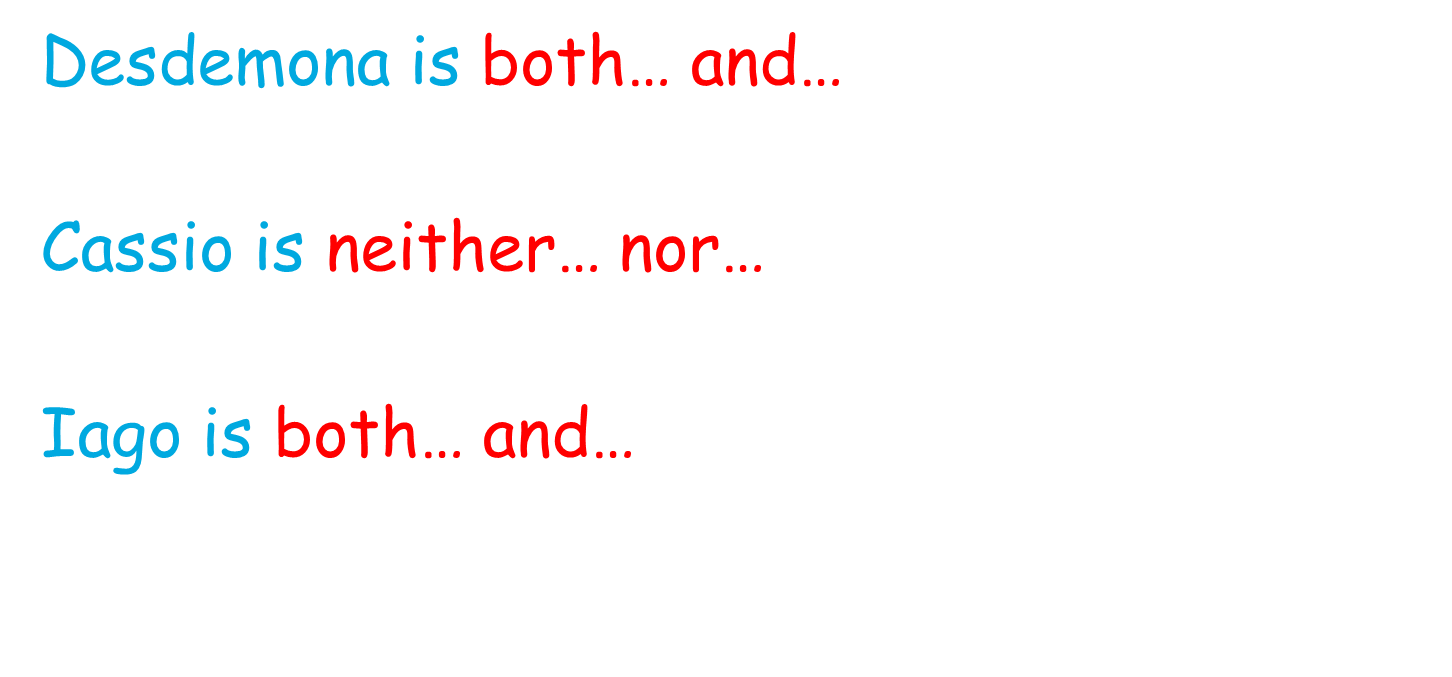 Desdemona is both… and…
Cassio is neither… nor…
Iago is both… and…